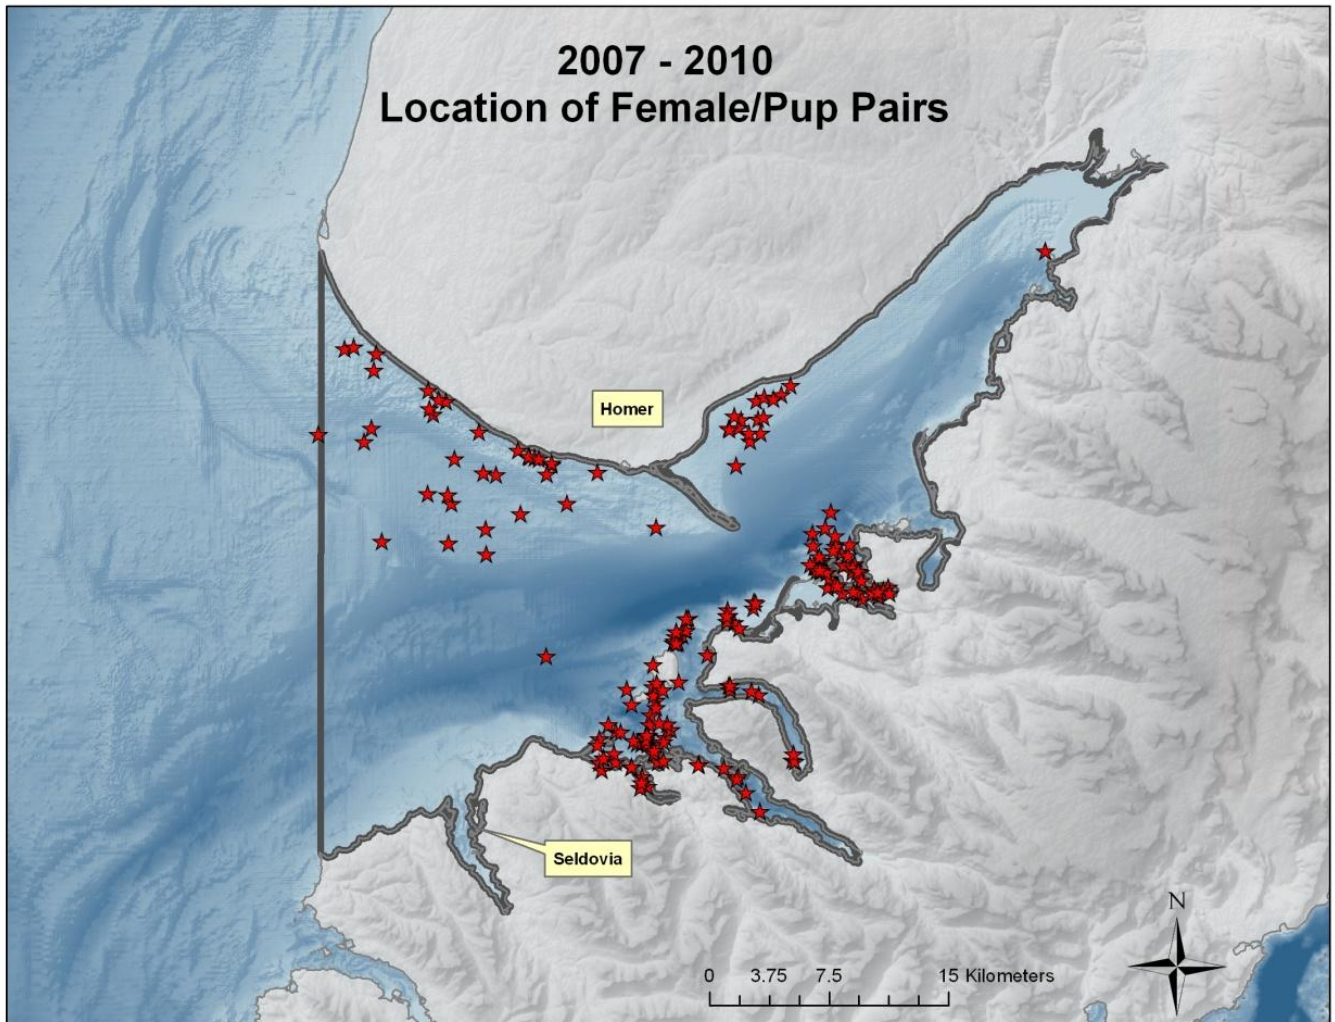 2007 - 2010
Location of Female/Pup Pairs
Homer
Seldovia
N
0 3.75 7.5 15 Kilometers